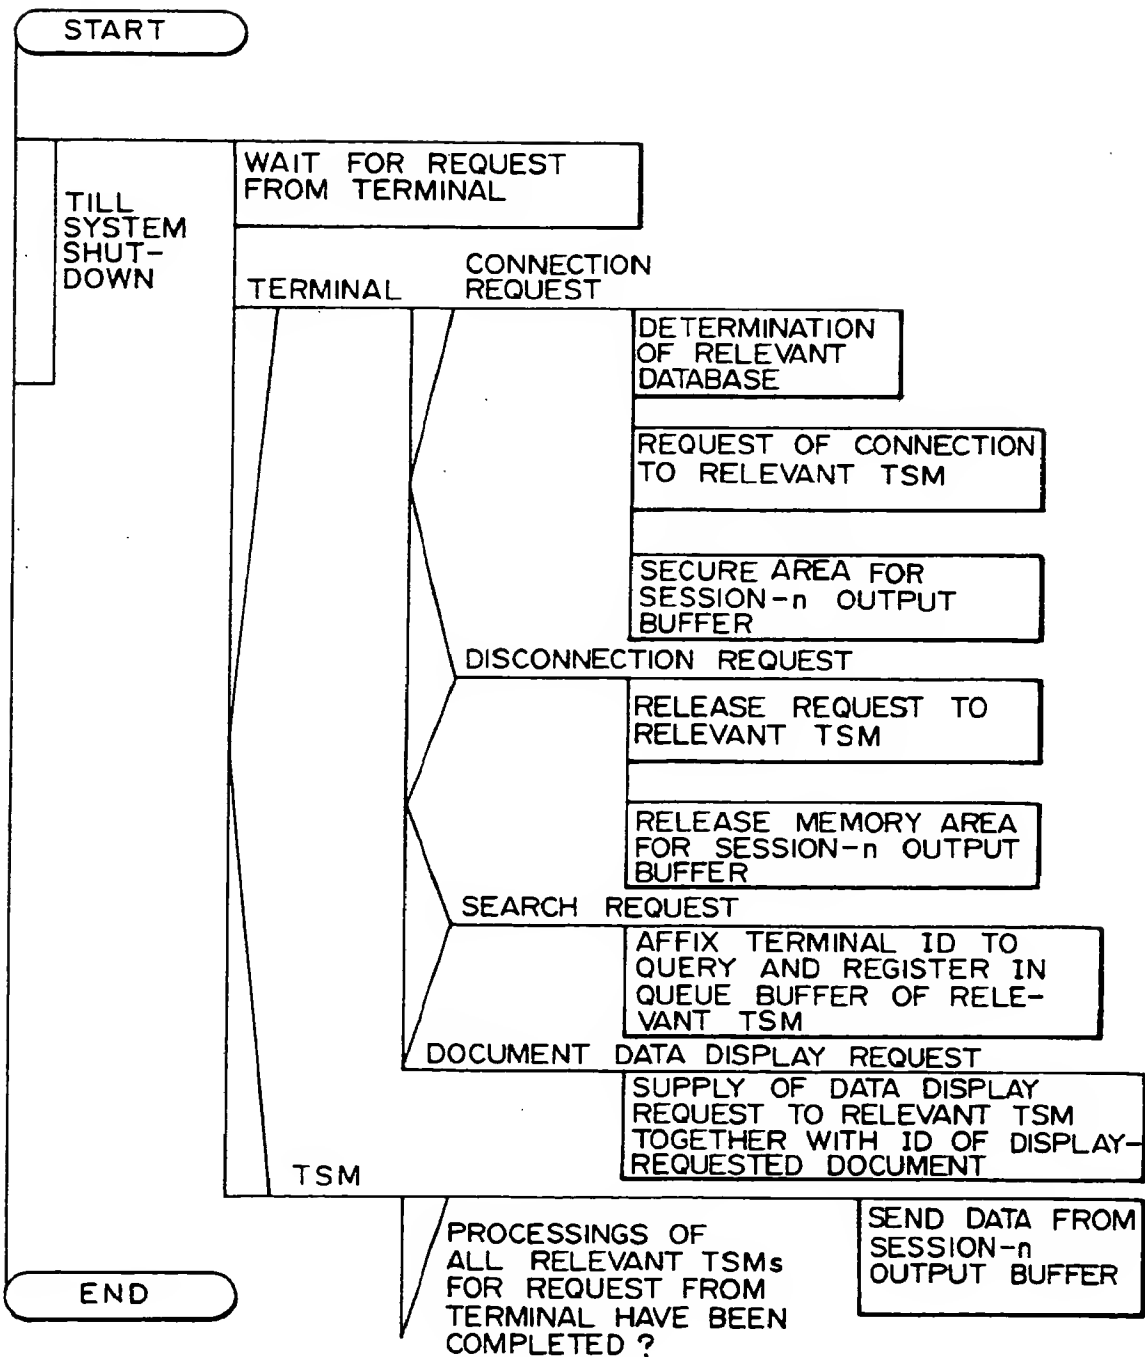 START
WAIT FOR REQUEST
FROM TERMINAL
TILL
SYSTEM
SHUT-
DOWN
CONNECTION
TERMINAL REQUEST
DETERMINATION
OF RELEVANT
DATABASE
REQUEST OF CONNECTION
TO RELEVANT TSM
SECURE AREA FOR
SESSION-n OUTPUT
BUFFER
DISCONNECTION REQUEST
RELEASE REQUEST TO
RELEVANT TSM
RELEASE MEMORY AREA
FOR SESSION-n OUTPUT
BUFFER
SEARCH REQUEST
AFFIX TERMINAL ID TO
QUERY AND REGISTER IN
QUEUE BUFFER OF RELE-
VANT TSM
DOCUMENT DATA DISPLAY REQUEST
SUPPLY OF DATA DISPLAY
REQUEST TO RELEVANT TSM
TOGETHER WITH ID OF DISPLAY-
REQUESTED DOCUMENT
TSM
PROCESSINGS OF
ALL RELEVANT TSMs
FOR REQUEST FROM
TERMINAL HAVE BEEN
COMPLETED ?
SEND DATA FROM
SESSION-n
OUTPUT BUFFER
END